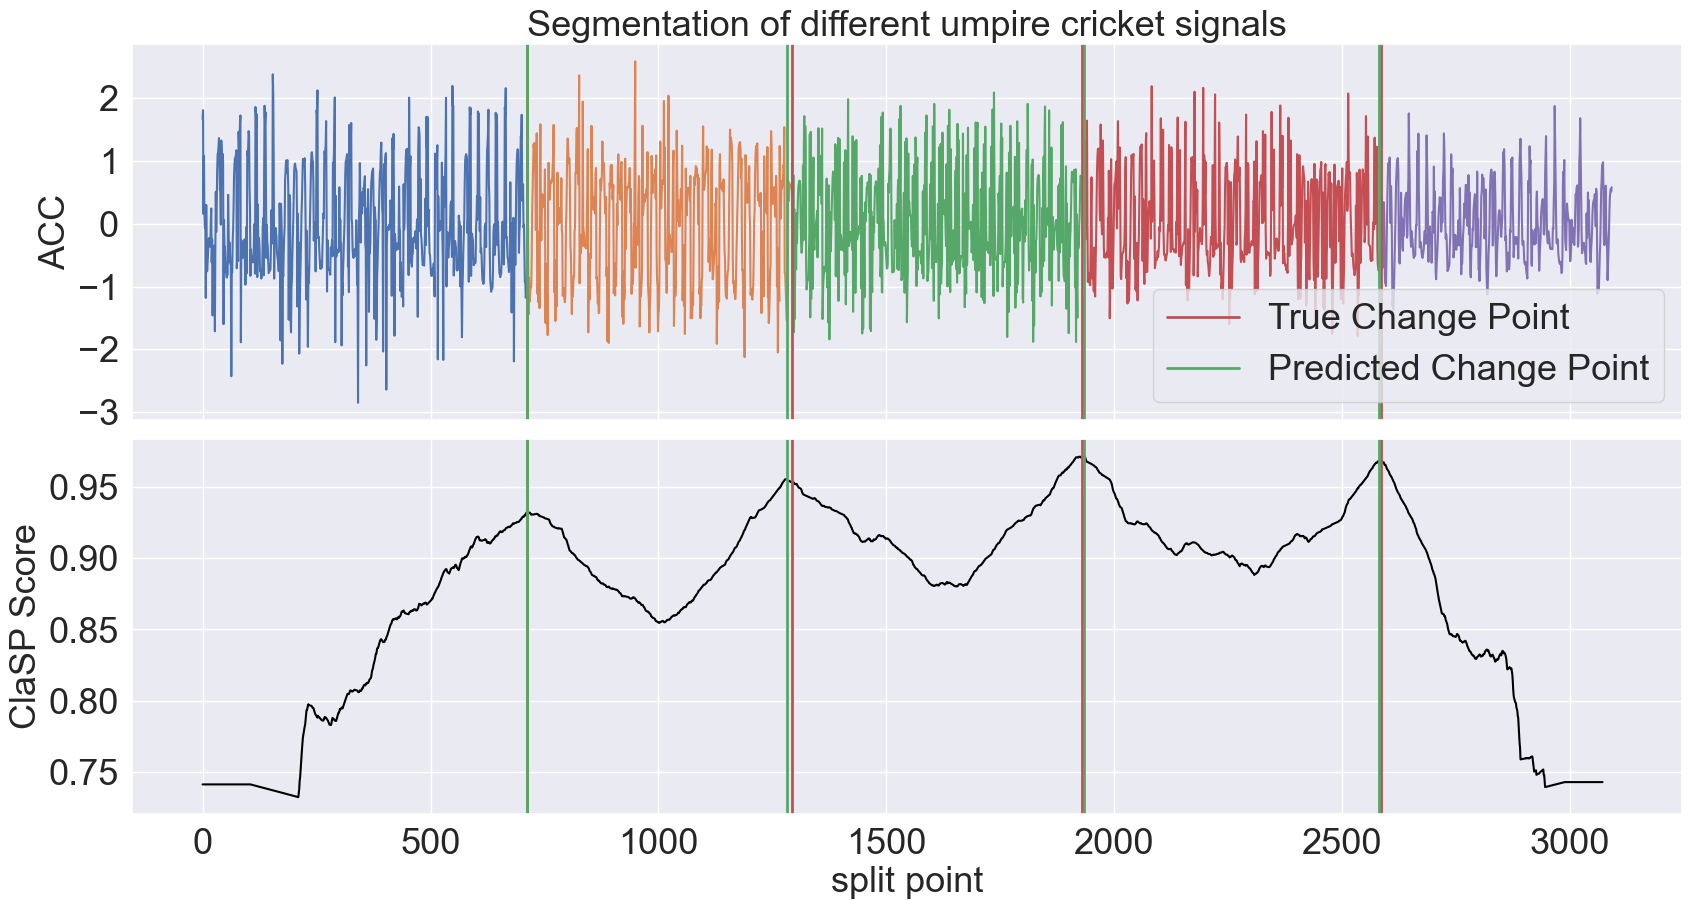 Segmentation of different umpire cricket signals
ACC
2
1
0
−1
−2
−3
True Change Point
Predicted Change Point
ClaSP Score
0.95
0.90
0.85
0.80
0.75
0 500 1000 1500 2000 2500 3000
split point